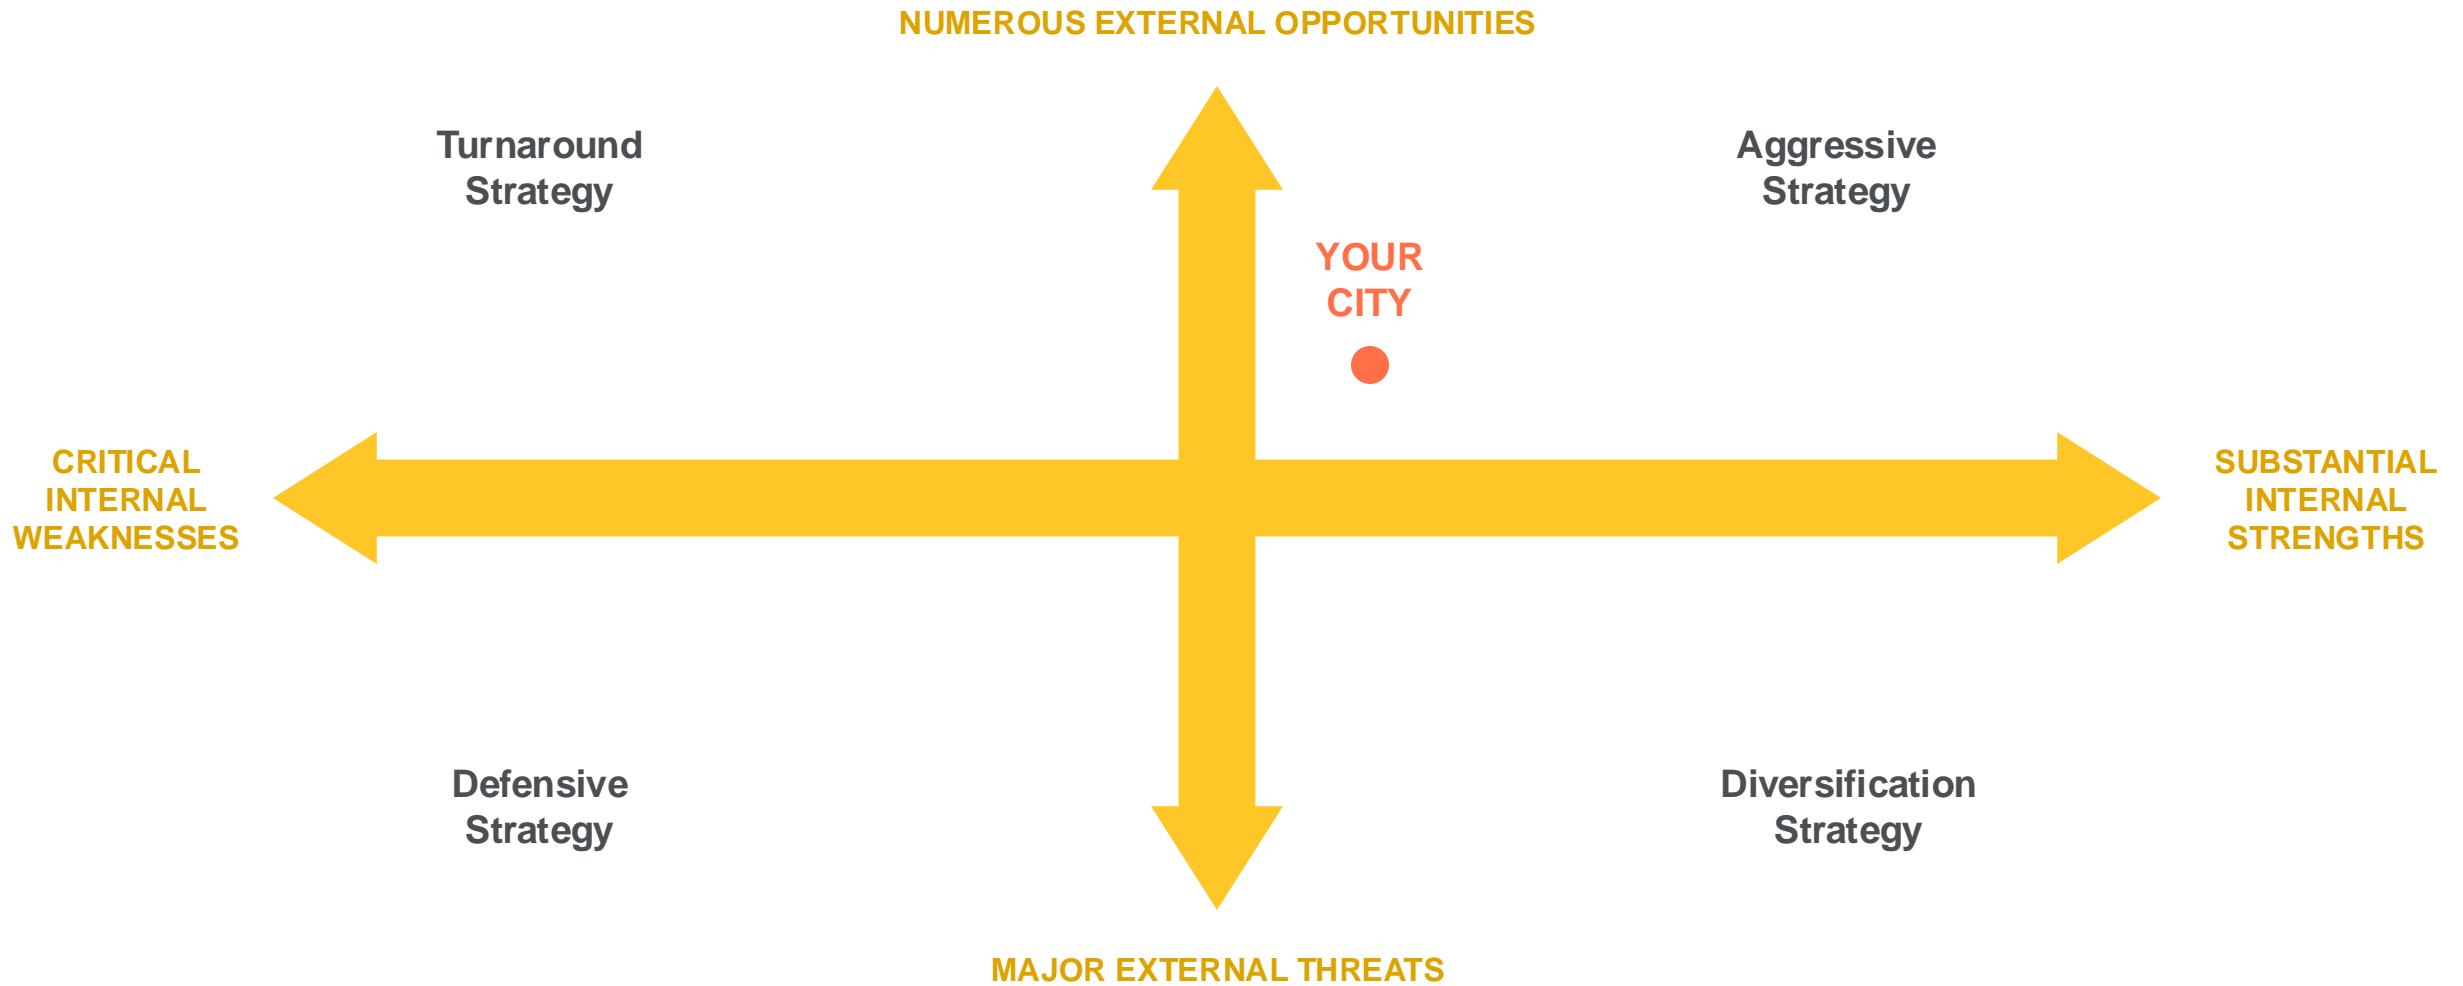 NUMEROUS EXTERNAL OPPORTUNITIES
Turnaround
Strategy
Aggressive
Strategy
YOUR
CITY
CRITICAL
INTERNAL
WEAKNESSES
SUBSTANTIAL
INTERNAL
STRENGTHS
Defensive
Strategy
Diversification
Strategy
MAJOR EXTERNAL THREATS